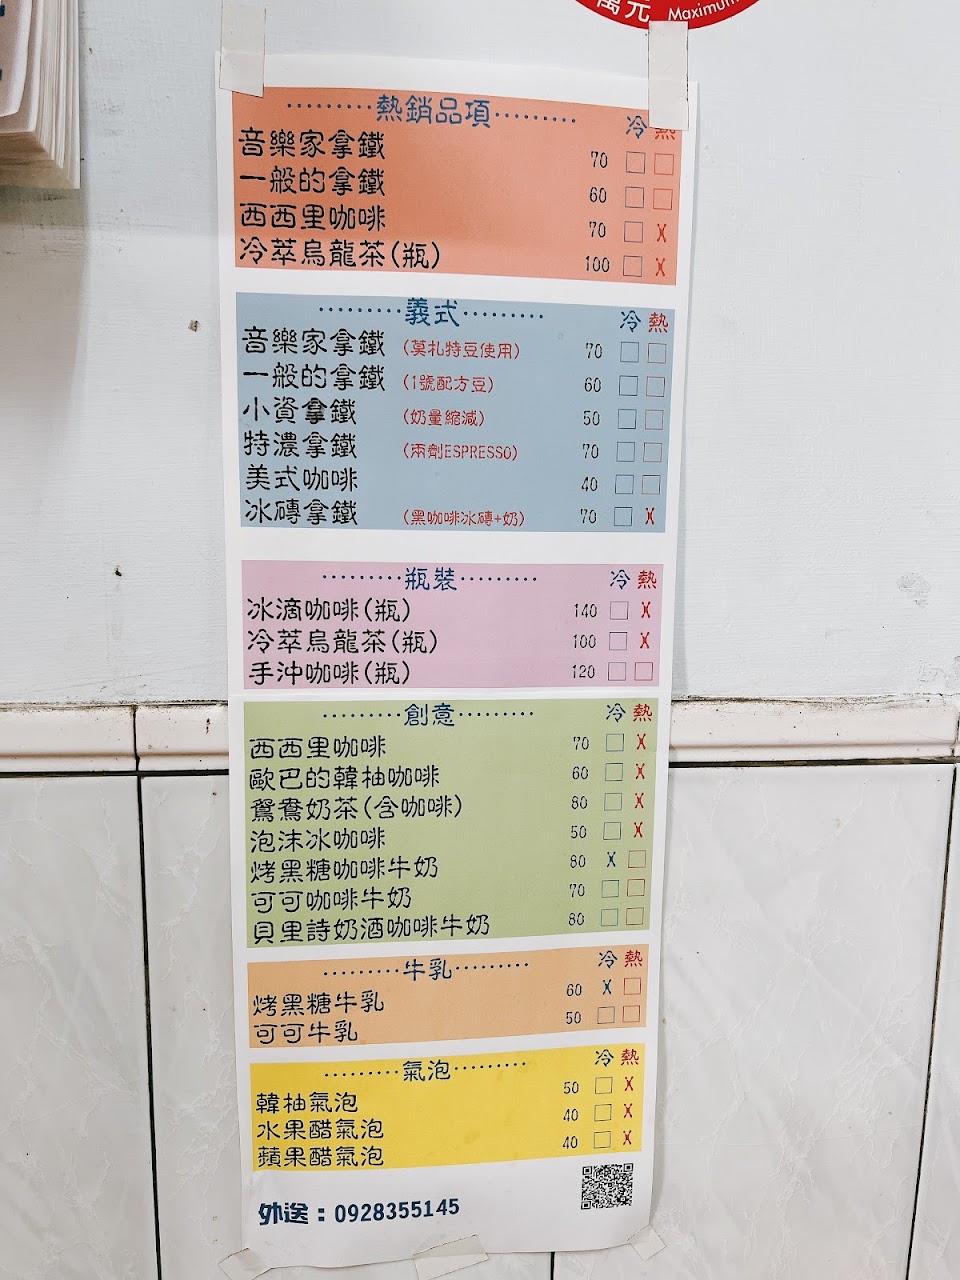 萬元 Maximum
·········熱銷品項········· 冷 熱
音樂家拿鐵 70 □ □
一般的拿鐵 60 □ □
西西里咖啡 70 □ X
冷萃烏龍茶(瓶) 100 □ X
·········義式········· 冷 熱
音樂家拿鐵 (莫札特豆使用) 70 □ □
一般的拿鐵 (1號配方豆) 60 □ □
小資拿鐵 (奶量縮減) 50 □ □
特濃拿鐵 (兩劑ESPRESSO) 70 □ □
美式咖啡 40 □ □
冰磚拿鐵 (黑咖啡冰磚+奶) 70 □ X
·········瓶裝········· 冷 熱
冰滴咖啡(瓶) 140 □ X
冷萃烏龍茶(瓶) 100 □ X
手沖咖啡(瓶) 120 □ □
·········創意········· 冷 熱
西西里咖啡 70 □ X
歐巴的韓柚咖啡 60 □ X
鴛鴦奶茶(含咖啡) 80 □ X
泡沫冰咖啡 50 □ X
烤黑糖咖啡牛奶 80 X □
可可咖啡牛奶 70 □ □
貝里詩奶酒咖啡牛奶 80 □ □
·········牛乳········· 冷 熱
烤黑糖牛乳 60 X □
可可牛乳 50 □ □
·········氣泡········· 冷 熱
韓柚氣泡 50 □ X
水果醋氣泡 40 □ X
蘋果醋氣泡 40 □ X
外送：0928355145